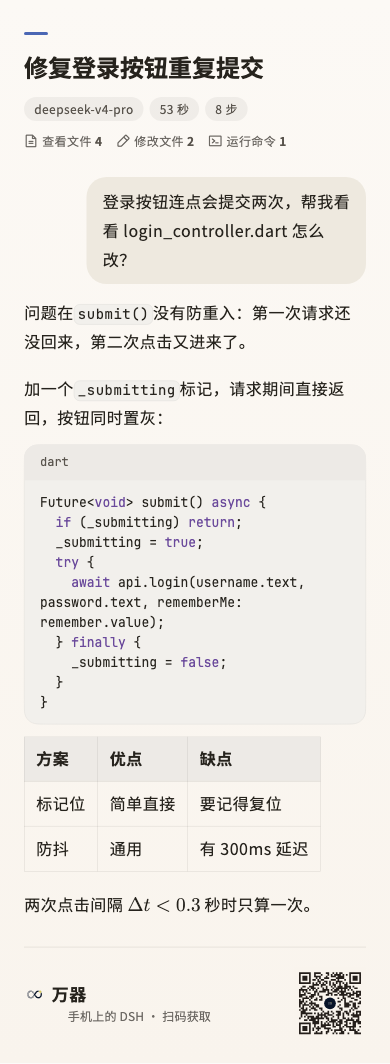 修复登录按钮重复提交
deepseek-v4-pro 53 秒 8 步
查看文件 4 修改文件 2 运行命令 1
登录按钮连点会提交两次，帮我看
看 login_controller.dart 怎么
改？
问题在 submit() 没有防重入：第一次请求还
没回来，第二次点击又进来了。
加一个 _submitting 标记，请求期间直接返
回，按钮同时置灰：
dart
Future<void> submit() async {
  if (_submitting) return;
  _submitting = true;
  try {
    await api.login(username.text,
password.text, rememberMe:
remember.value);
  } finally {
    _submitting = false;
  }
}
方案 优点 缺点
标记位 简单直接 要记得复位
防抖 通用 有 300ms 延迟
两次点击间隔 Δt < 0.3 秒时只算一次。
万器
手机上的 DSH · 扫码获取